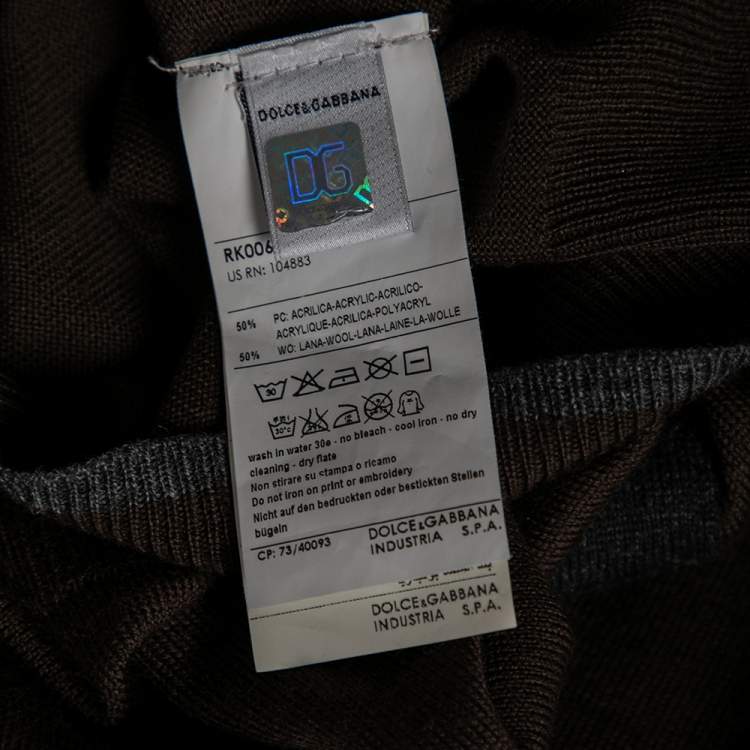 DOLCE&GABBANA
DG
RK006
US RN: 104883
50% PC: ACRILICA-ACRYLIC-ACRILICO-
ACRYLIQUE-ACRILICA-POLYACRYL
50% WO: LANA-WOOL-LANA-LAINE-LA-WOLLE
30
30°c
wash in water 30e - no bleach - cool iron - no dry
cleaning - dry flate
Non stirare su <tampa o ricamo
Do not iron on print or embroidery
Nicht auf den bedruckten oder bestickten Stellen
bügeln
CP: 73/40093
DOLCE&GABBANA
INDUSTRIA S.P.A.
DOLCE&GABBANA
INDUSTRIA S.P.A.